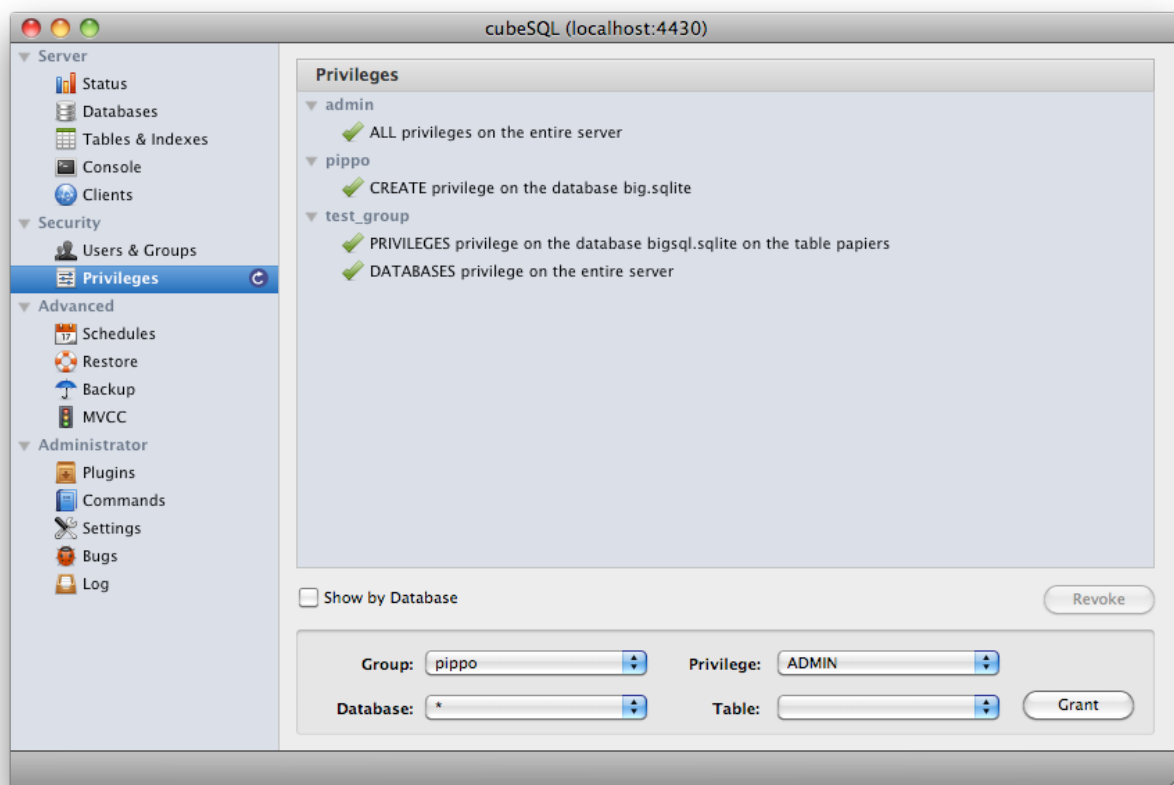 cubeSQL (localhost:4430)
Server
Status
Databases
Tables & Indexes
Console
Clients
Security
Users & Groups
Privileges
Advanced
Schedules
17
Restore
Backup
MVCC
Administrator
Plugins
Commands
Settings
Bugs
Log
Privileges
admin
ALL privileges on the entire server
pippo
CREATE privilege on the database big.sqlite
test_group
PRIVILEGES privilege on the database bigsql.sqlite on the table papiers
DATABASES privilege on the entire server
Show by Database
Revoke
Group: pippo Privilege: ADMIN
Database: * Table:
Grant